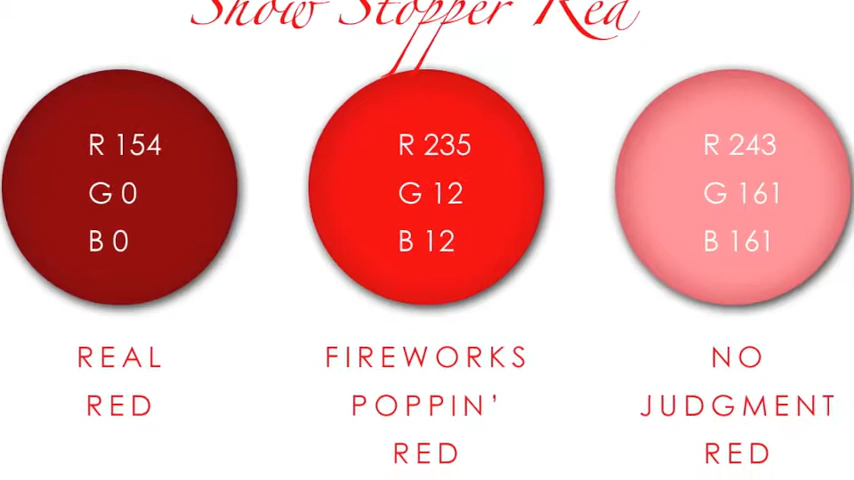 Show Stopper Red
R 154
G 0
B 0
R 235
G 12
B 12
R 243
G 161
B 161
REAL
RED
FIREWORKS
POPPIN’
RED
NO
JUDGMENT
RED